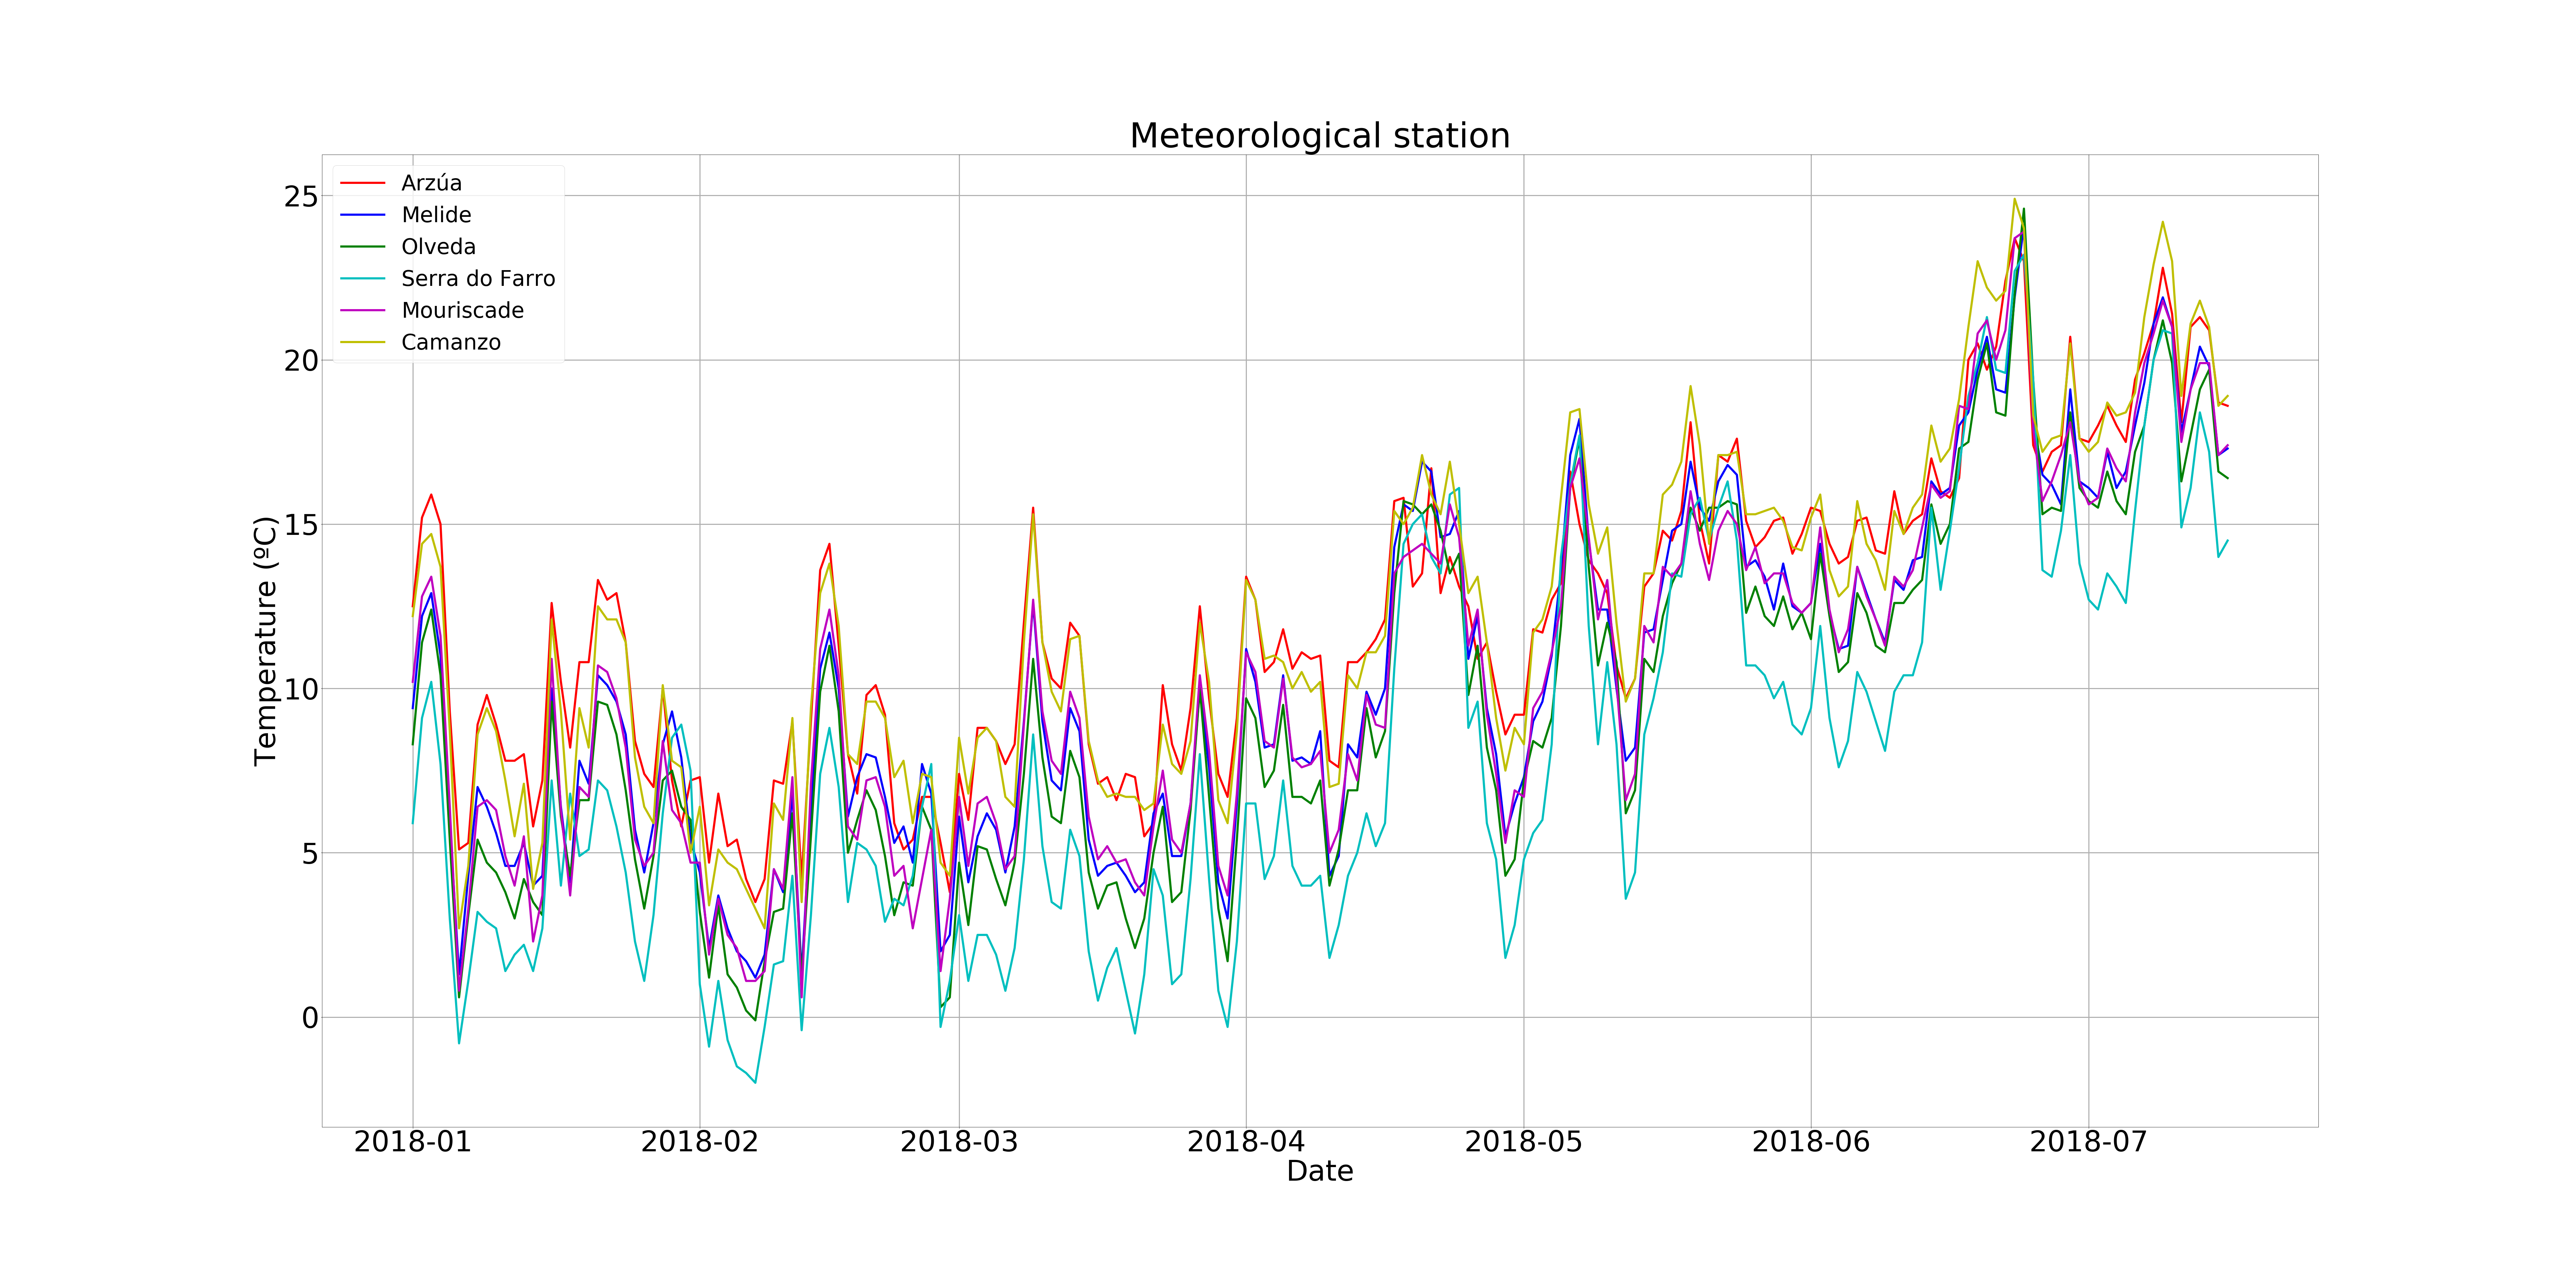 Meteorological station
Arzúa
Melide
Olveda
Serra do Farro
Mouriscade
Camanzo
Temperature (ºC)
25
20
15
10
5
0
2018-01 2018-02 2018-03 2018-04 2018-05 2018-06 2018-07
Date